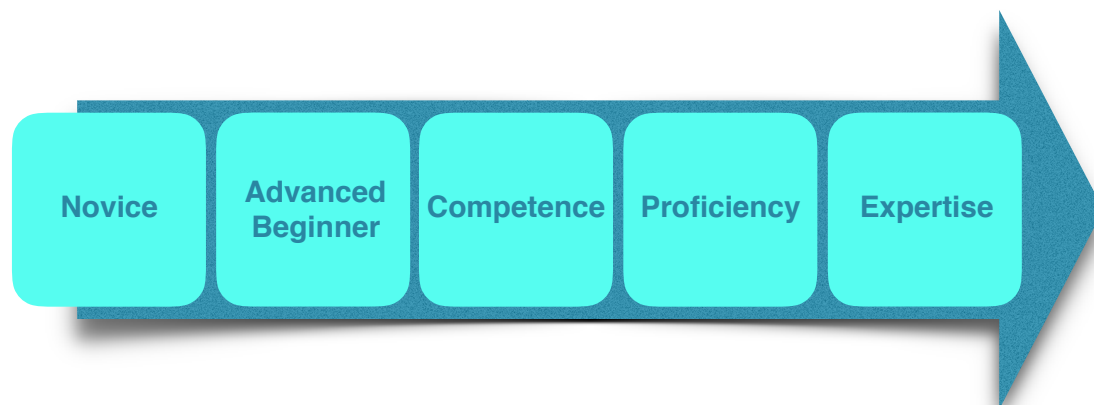 Novice
Advanced
Beginner
Competence
Proficiency
Expertise